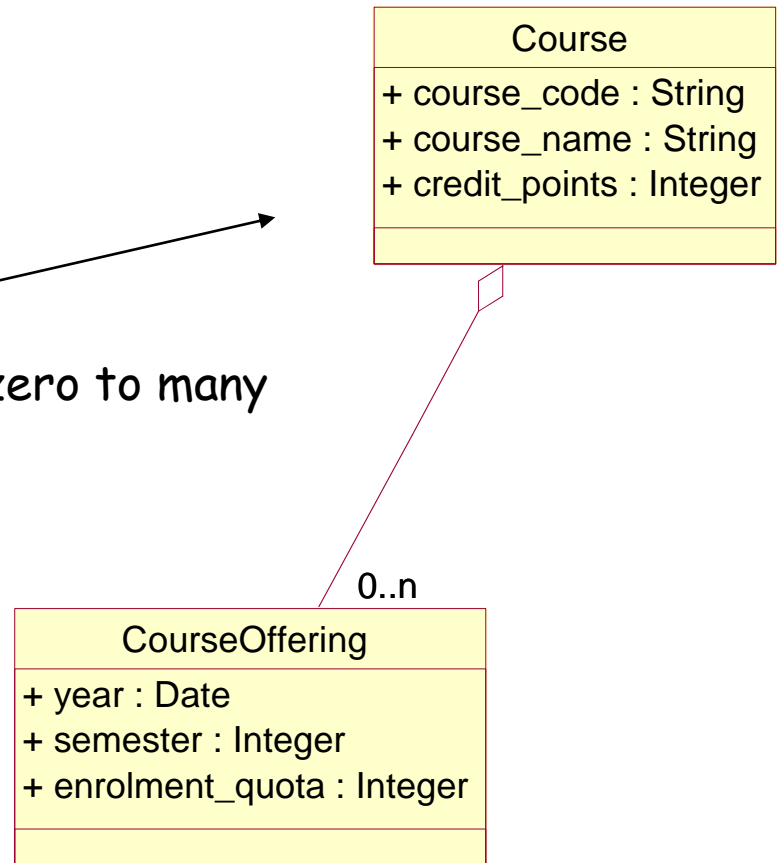 Course
+ course_code : String
+ course_name : String
+ credit_points : Integer
zero to many
0..n
CourseOffering
+ year : Date
+ semester : Integer
+ enrolment_quota : Integer